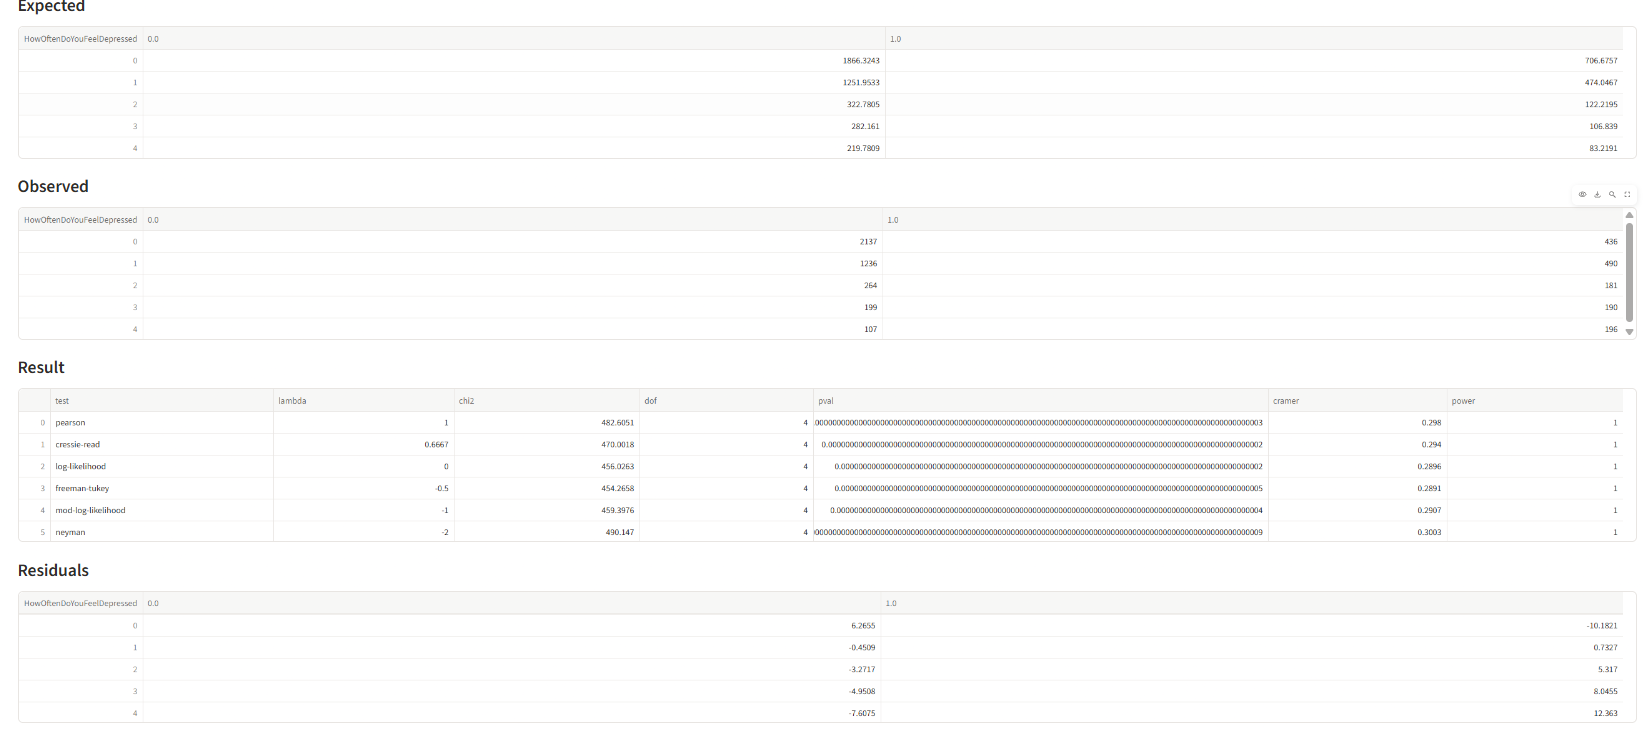 Expected
HowOftenDoYouFeelDepressed 0.0 1.0
0 1866.3243 706.6757
1 1251.9533 474.0467
2 322.7805 122.2195
3 282.161 106.839
4 219.7809 83.2191
Observed
HowOftenDoYouFeelDepressed 0.0 1.0
0 2137 436
1 1236 490
2 264 181
3 199 190
4 107 196
Result
test lambda chi2 dof pval cramer power
0 pearson 1 482.6051 4 0.298 1
1 cressie-read 0.6667 470.0018 4 0.294 1
2 log-likelihood 0 456.0263 4 0.2896 1
3 freeman-tukey -0.5 454.2658 4 0.2891 1
4 mod-log-likelihood -1 459.3976 4 0.2907 1
5 neyman -2 490.147 4 0.3003 1
Residuals
HowOftenDoYouFeelDepressed 0.0 1.0
0 6.2655 -10.1821
1 -0.4509 0.7327
2 -3.2717 5.317
3 -4.9508 8.0455
4 -7.6075 12.363